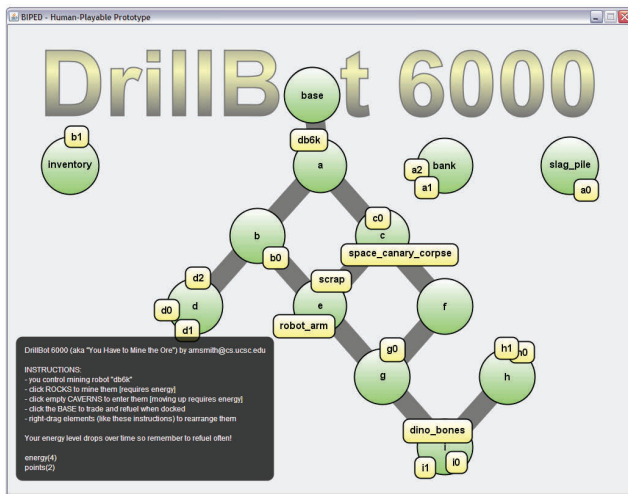 BIPED - Human-Playable Prototype
DrillB t 6000
base
b1
db6k
inventory
a
a2
bank
a1
slag_pile
a0
c0
b
c
b0
space_canary_corpse
d2
scrap
d
d0
d1
e
f
robot_arm
g0
h1
h0
g
h
dino_bones
i
i1
i0
DrillBot 6000 (aka "You Have to Mine the Ore") by amsmith@cs.ucsc.edu
INSTRUCTIONS:
- you control mining robot "db6k"
- click ROCKS to mine them [requires energy]
- click empty CAVERNS to enter them [moving up requires energy]
- click the BASE to trade and refuel when docked
- right-drag elements (like these instructions) to rearrange them
Your energy level drops over time so remember to refuel often!
energy(4)
points(2)